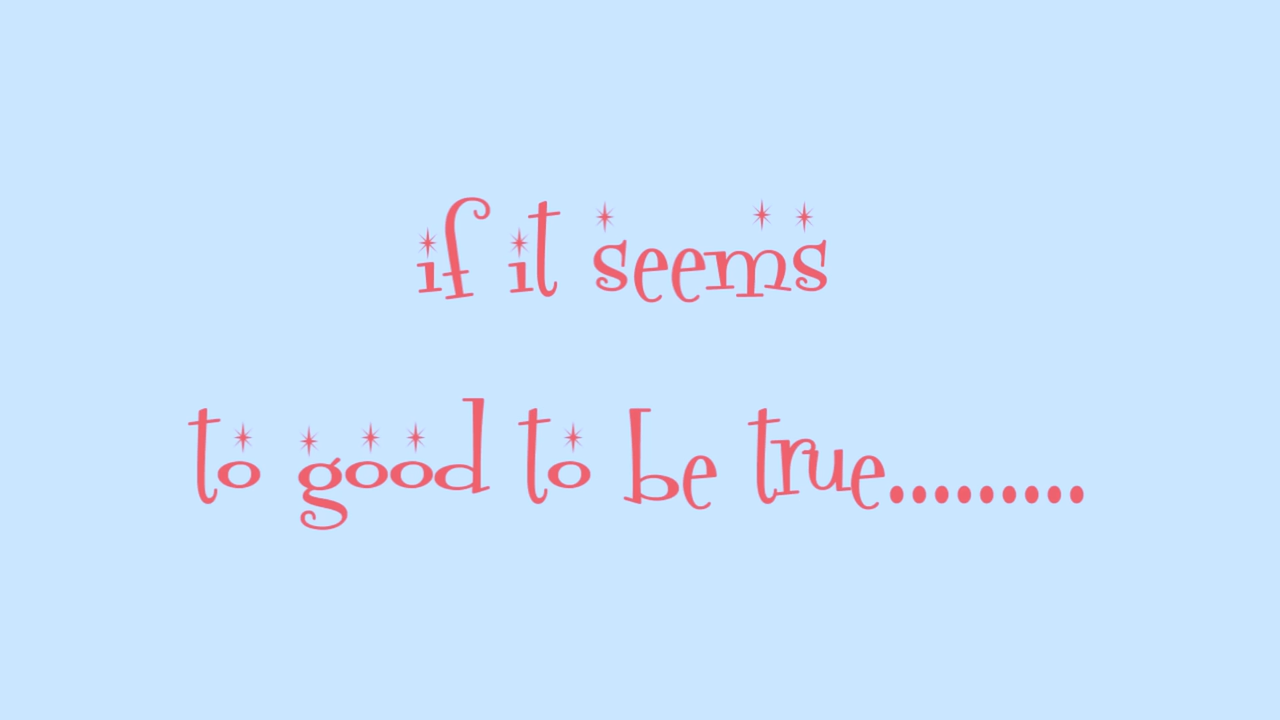 if it seems
to good to be true.........